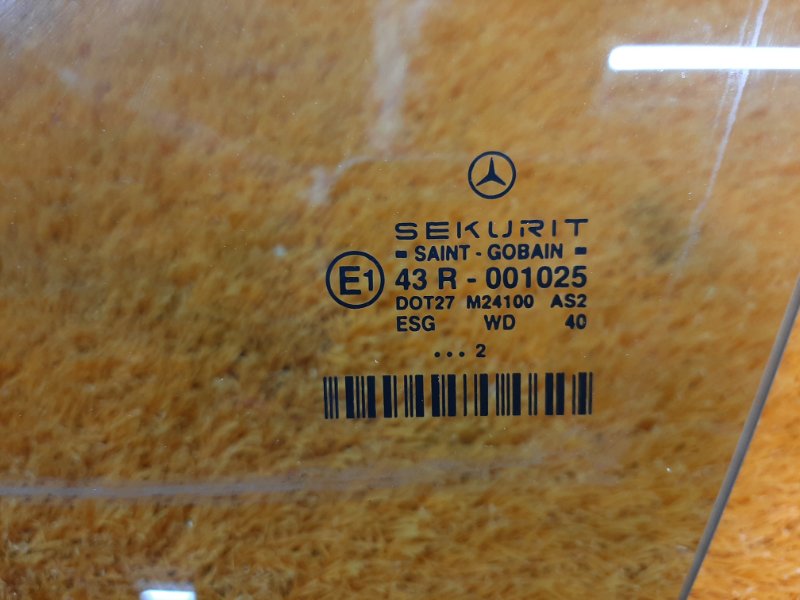 SEKURIT
SAINT - GOBAIN
E1 43 R - 001025
DOT27 M24100 AS2
ESG WD 40
... 2